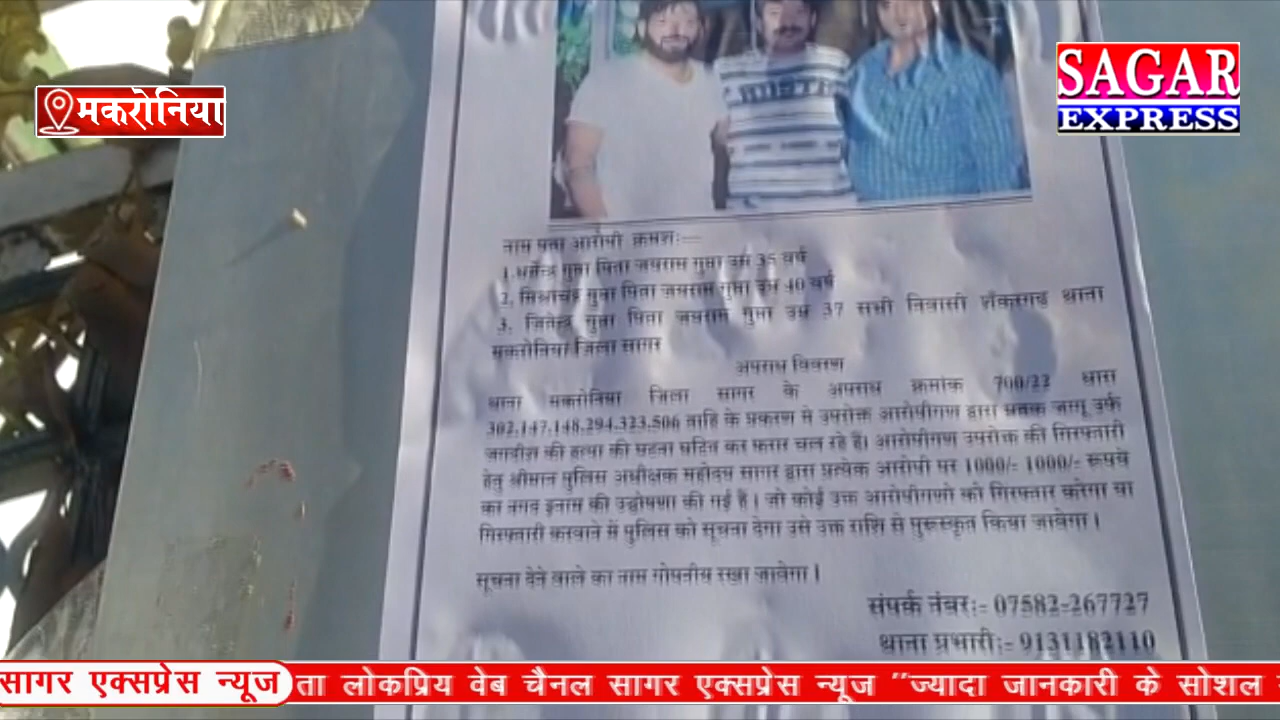 मकरोनिया
SAGAR
EXPRESS
नाम पता आरोपी क्रमशः—
1.धर्मेन्द्र गुप्ता पिता जयराम गुप्ता उम्र 35 वर्ष
2. गुप्ता पिता जयराम गुप्ता उम्र 40 वर्ष
3. जितेन्द्र गुप्ता पिता जयराम गुप्ता उम्र 37 सभी निवासी शंकरगढ थाना
मकरोनिया जिला सागर
अपराध विवरण
थाना मकरोनिया जिला सागर के अपराध क्रमांक 700/22 धारा
302,147,148,294,323,506 ताहि के प्रकरण मे उपरोक्त आरोपीगण द्वारा म्रतक जग्गू उर्फ
जगदीश की हत्या की घटना घटित कर फरार चल रहे हैं। आरोपीगण उपरोक्त की गिरफ्तारी
हेतु श्रीमान पुलिस अधीक्षक महोदय सागर द्वारा प्रत्येक आरोपी पर 1000/- 1000/- रूपये
का नगद इनाम की उद्घोषणा की गई है । जो कोई उक्त आरोपीगणो को गिरफ्तार करेगा या
गिरफ्तारी करवाने में पुलिस को सूचना देगा उसे उक्त राशि से पुरूस्कृत किया जावेगा ।
सूचना देने वाले का नाम गोपनीय रखा जावेगा ।
संपर्क नंबर:- 07582-267727
थाना प्रभारी:- 9131182110
सागर एक्सप्रेस न्यूज ता लोकप्रिय वेब चैनल सागर एक्सप्रेस न्यूज "ज्यादा जानकारी के सोशल